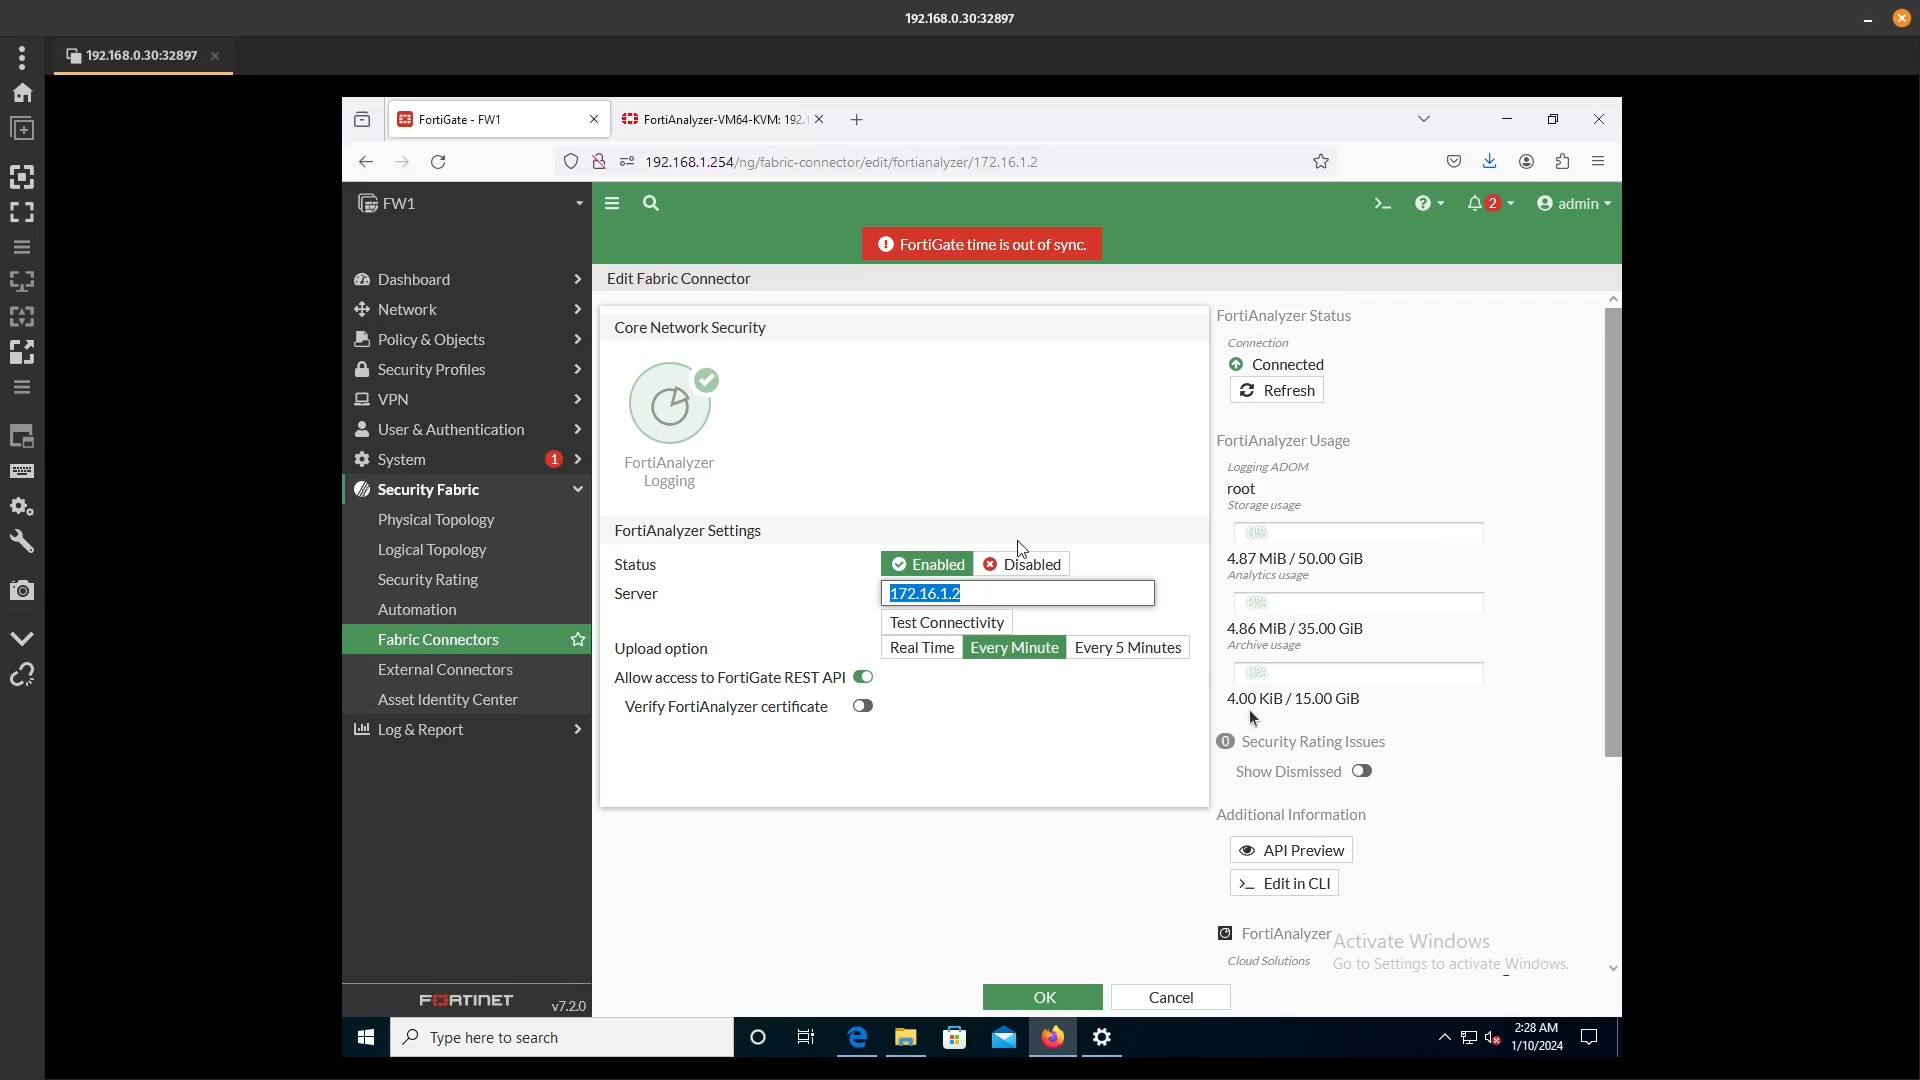 192.168.0.30:32897
192.168.0.30:32897
FortiGate - FW1
FortiAnalyzer-VM64-KVM: 192.1
192.168.1.254/ng/fabric-connector/edit/fortianalyzer/172.16.1.2
FW1
2
admin
FortiGate time is out of sync.
Dashboard
Network
Policy & Objects
Security Profiles
VPN
User & Authentication
System
1
Security Fabric
Physical Topology
Logical Topology
Security Rating
Automation
Fabric Connectors
External Connectors
Asset Identity Center
Log & Report
FORTINET
v7.2.0
Edit Fabric Connector
Core Network Security
FortiAnalyzer
Logging
FortiAnalyzer Settings
Status
Enabled
Disabled
Server
172.16.1.2
Test Connectivity
Upload option
Real Time
Every Minute
Every 5 Minutes
Allow access to FortiGate REST API
Verify FortiAnalyzer certificate
FortiAnalyzer Status
Connection
Connected
Refresh
FortiAnalyzer Usage
Logging ADOM
root
Storage usage
0%
4.87 MiB / 50.00 GiB
Analytics usage
0%
4.86 MiB / 35.00 GiB
Archive usage
0%
4.00 KiB / 15.00 GiB
0 Security Rating Issues
Show Dismissed
Additional Information
API Preview
>_ Edit in CLI
FortiAnalyzer
Cloud Solutions
Activate Windows
Go to Settings to activate Windows.
OK
Cancel
Type here to search
2:28 AM
1/10/2024